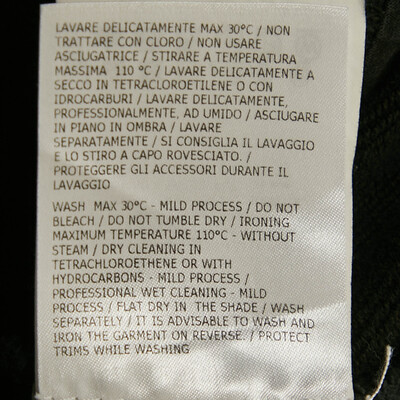 LAVARE DELICATAMENTE MAX 30°C / NON
TRATTARE CON CLORO / NON USARE
ASCIUGATRICE / STIRARE A TEMPERATURA
MASSIMA 110 °C / LAVARE DELICATAMENTE A
SECCO IN TETRACLOROETILENE O CON
IDROCARBURI / LAVARE DELICATAMENTE,
PROFESSIONALMENTE, AD UMIDO / ASCIUGARE
IN PIANO IN OMBRA / LAVARE
SEPARATAMENTE / SI CONSIGLIA IL LAVAGGIO
E LO STIRO A CAPO ROVESCIATO. /
PROTEGGERE GLI ACCESSORI DURANTE IL
LAVAGGIO
WASH MAX 30°C - MILD PROCESS / DO NOT
BLEACH / DO NOT TUMBLE DRY / IRONING
MAXIMUM TEMPERATURE 110°C - WITHOUT
STEAM / DRY CLEANING IN
TETRACHLOROETHENE OR WITH
HYDROCARBONS - MILD PROCESS /
PROFESSIONAL WET CLEANING - MILD
PROCESS / FLAT DRY IN THE SHADE / WASH
SEPARATELY / IT IS ADVISABLE TO WASH AND
IRON THE GARMENT ON REVERSE. / PROTECT
TRIMS WHILE WASHING